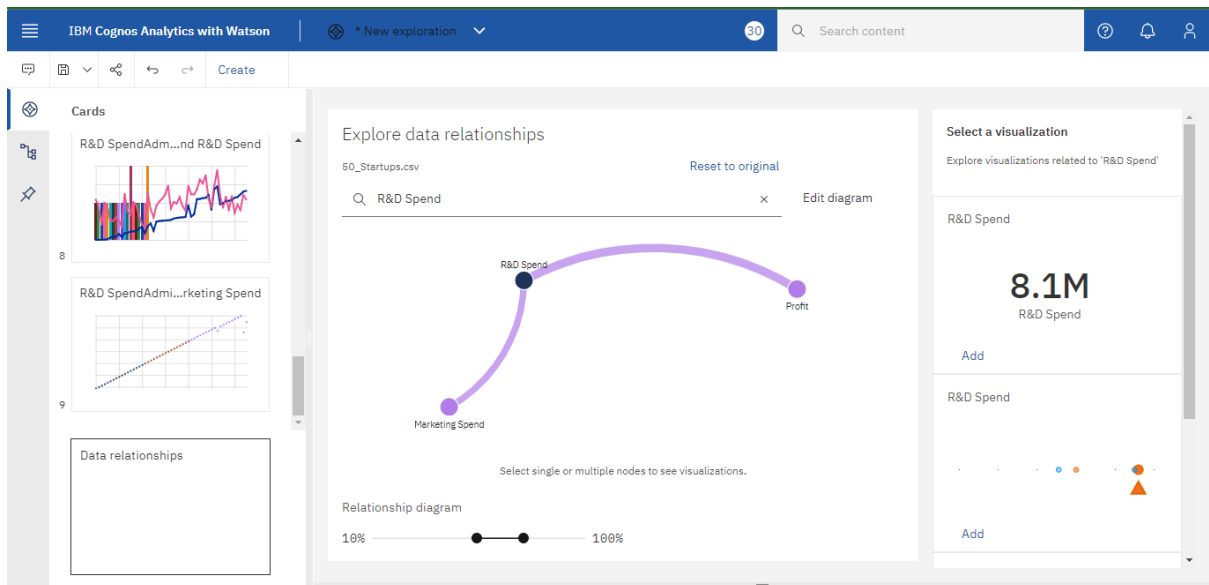 IBM Cognos Analytics with Watson
* New exploration
30
Search content
Create
Cards
R&D SpendAdm...nd R&D Spend
8
R&D SpendAdmi...rketing Spend
9
Data relationships
Explore data relationships
50_Startups.csv
Reset to original
R&D Spend
Edit diagram
R&D Spend
Profit
Marketing Spend
Select single or multiple nodes to see visualizations.
Relationship diagram
10%
100%
Select a visualization
Explore visualizations related to 'R&D Spend'
R&D Spend
8.1M
R&D Spend
Add
R&D Spend
Add